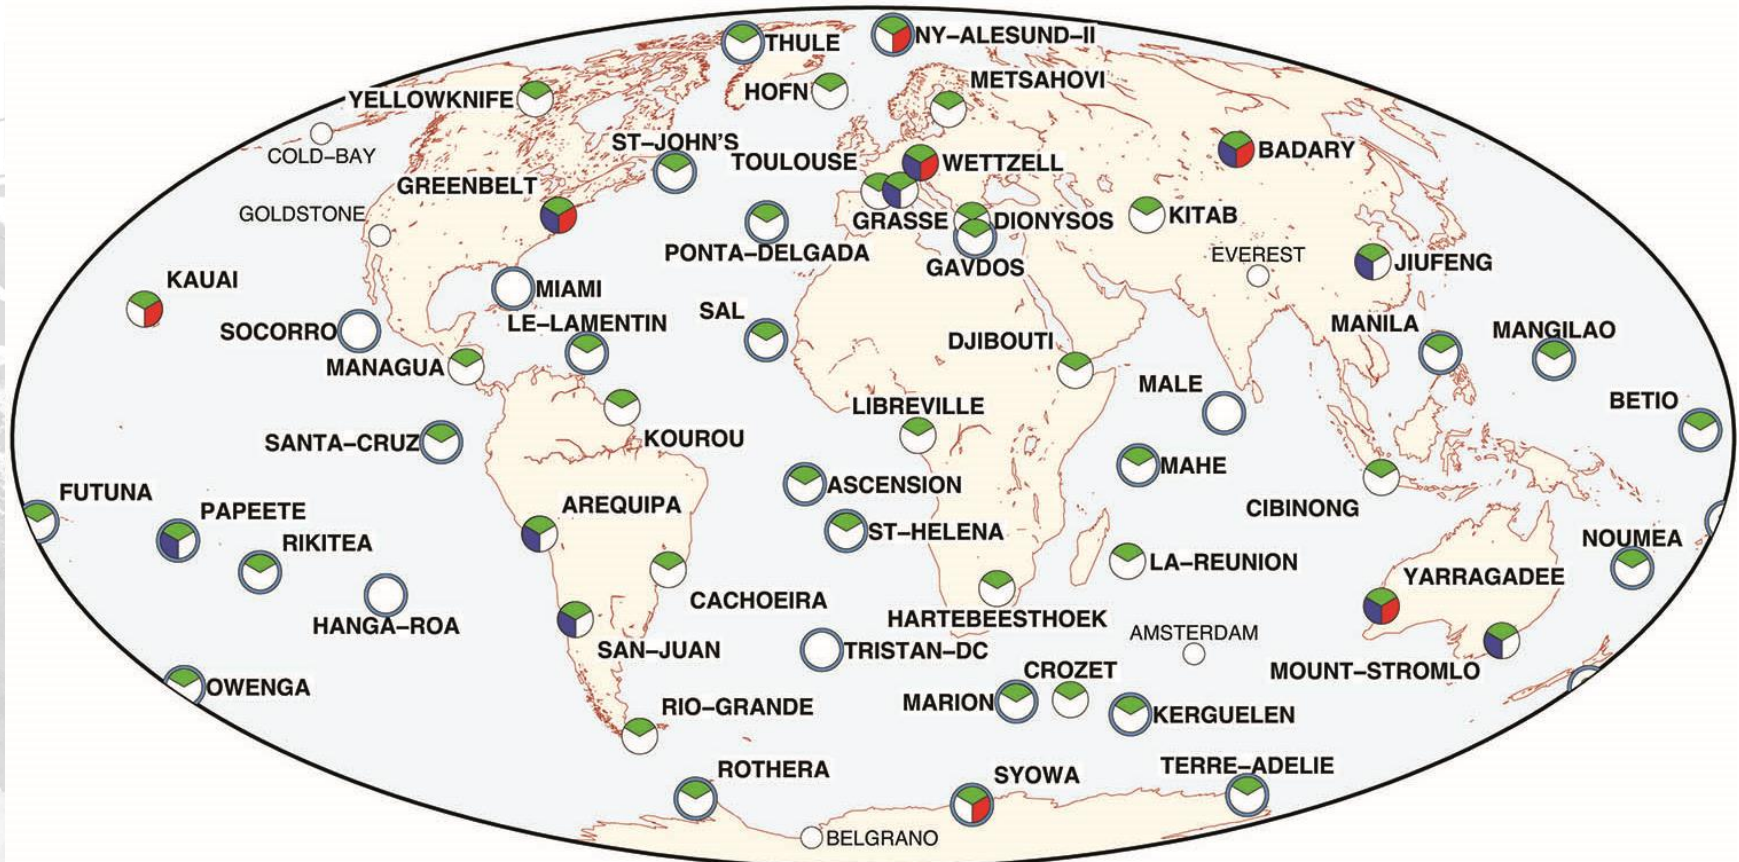 THULE
NY-ALESUND-II
HOFN
METSAHOVI
YELLOWKNIFE
COLD-BAY
ST-JOHN'S
TOULOUSE
WETTZELL
BADARY
GREENBELT
GOLDSTONE
GRASSE
DIONYSOS
KITAB
PONTA-DELGADA
GAVDOS
EVEREST
JIUFENG
KAUAI
MIAMI
SOCORRO
LE-LAMENTIN
SAL
MANILA
MANGILAO
DJIBOUTI
MANAGUA
MALE
LIBREVILLE
BETIO
SANTA-CRUZ
KOUROU
MAHE
ASCENSION
FUTUNA
AREQUIPA
CIBINONG
PAPEETE
ST-HELENA
NOUMEA
RIKITEA
LA-REUNION
YARRAGADEE
CACHOEIRA
HARTEBEESTHOEK
HANGA-ROA
AMSTERDAM
SAN-JUAN
TRISTAN-DC
CROZET
MOUNT-STROMLO
OWENGA
MARION
RIO-GRANDE
KERGUELEN
ROTHERA
SYOWA
TERRE-ADELIE
BELGRANO